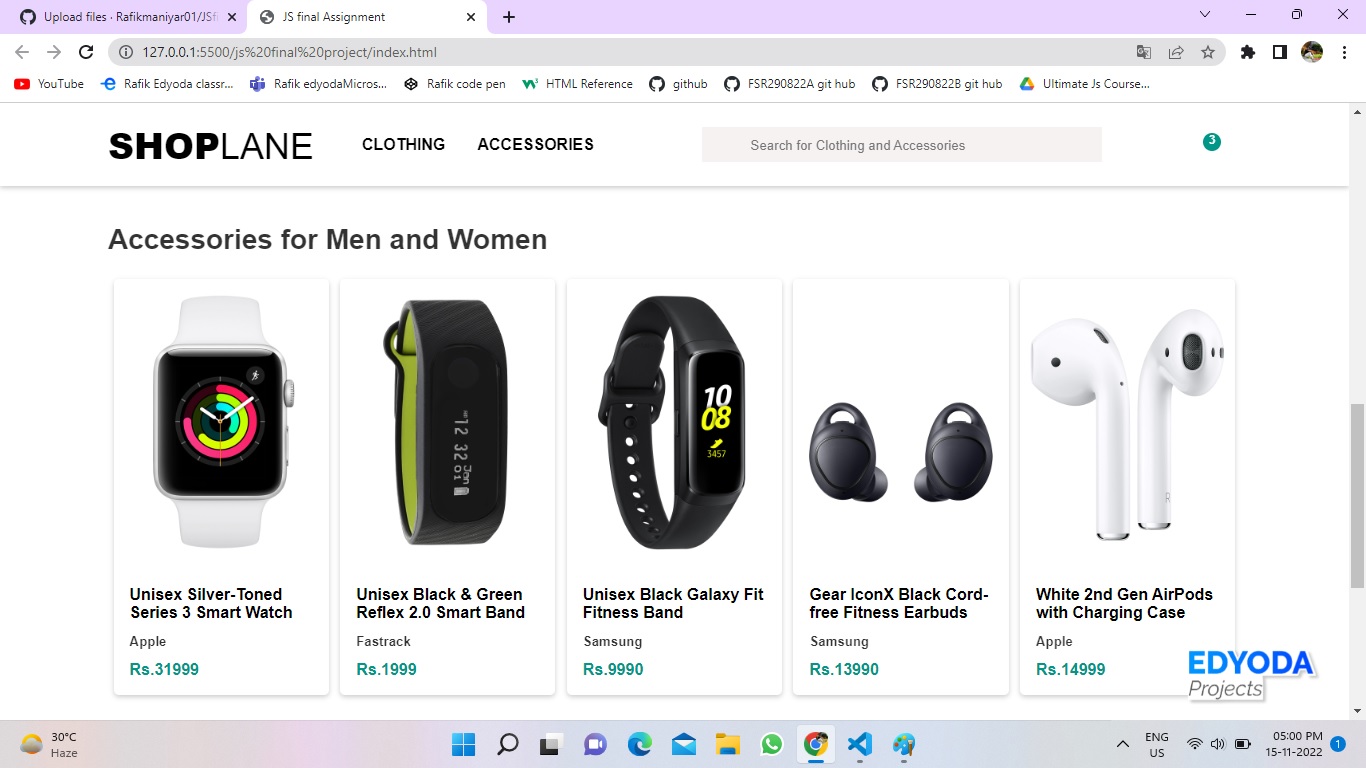 Upload files · Rafikmaniyar01/JSfi
JS final Assignment
127.0.0.1:5500/js%20final%20project/index.html
YouTube
Rafik Edyoda classr...
Rafik edyodaMicros...
Rafik code pen
HTML Reference
github
FSR290822A git hub
FSR290822B git hub
Ultimate Js Course...
SHOPLANE
CLOTHING
ACCESSORIES
Search for Clothing and Accessories
3
Accessories for Men and Women
12 32
Jan
01
10
08
3457
R
Unisex Silver-Toned
Series 3 Smart Watch
Apple
Rs.31999
Unisex Black & Green
Reflex 2.0 Smart Band
Fastrack
Rs.1999
Unisex Black Galaxy Fit
Fitness Band
Samsung
Rs.9990
Gear IconX Black Cord-
free Fitness Earbuds
Samsung
Rs.13990
White 2nd Gen AirPods
with Charging Case
Apple
Rs.14999
EDYODA
Projects
30°C
Haze
ENG
US
05:00 PM
15-11-2022
1